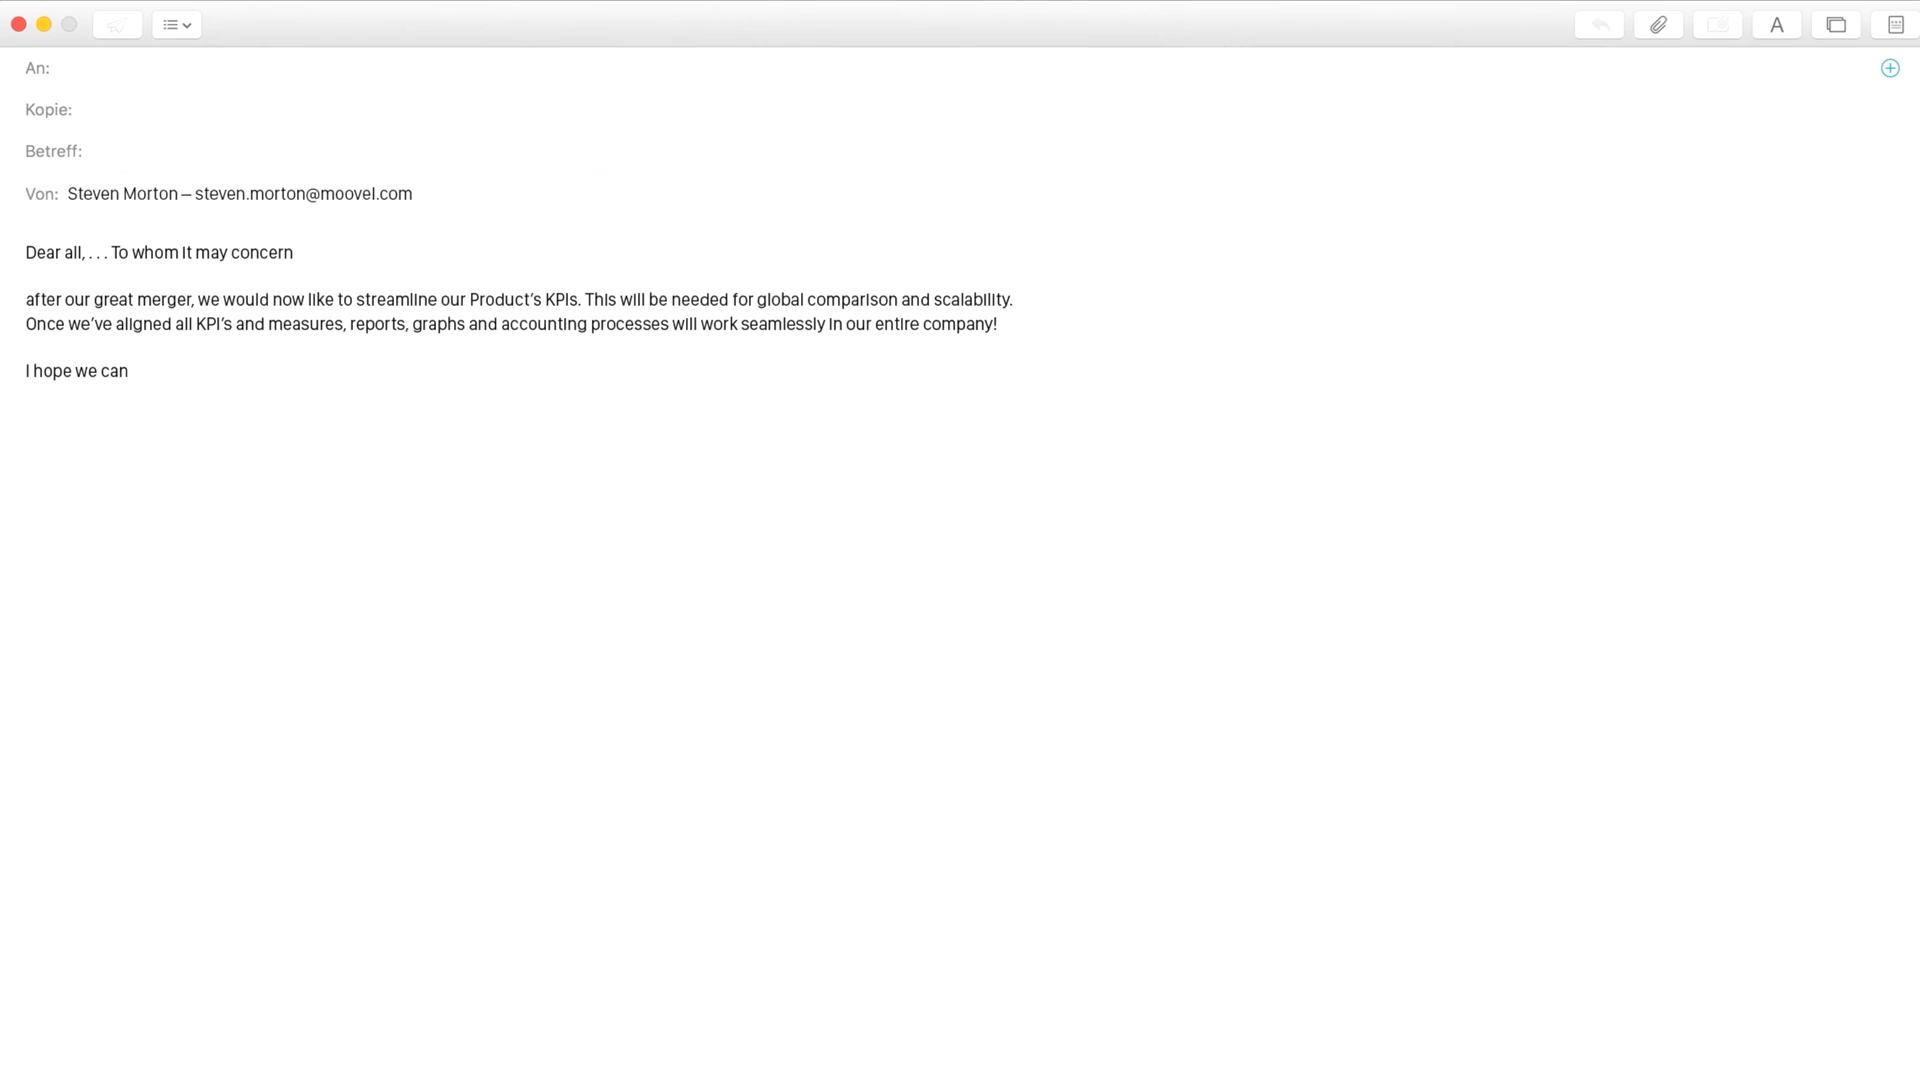 An:
Kopie:
Betreff:
Von: Steven Morton – steven.morton@moovel.com
Dear all, . . . To whom it may concern
after our great merger, we would now like to streamline our Product’s KPIs. This will be needed for global comparison and scalability.
Once we’ve aligned all KPI’s and measures, reports, graphs and accounting processes will work seamlessly in our entire company!
I hope we can